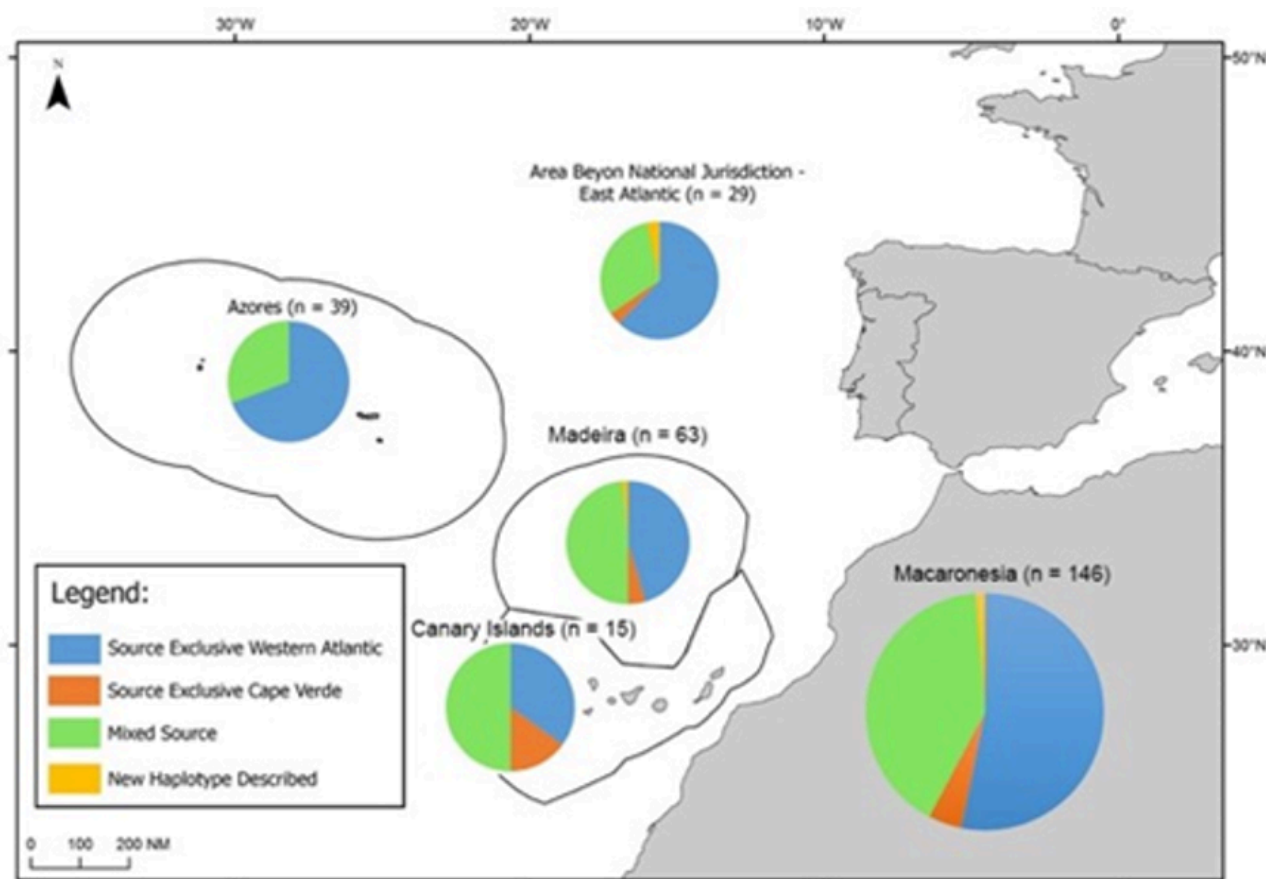 30°W 20°W 10°W 0°
N
50°N
Area Beyon National Jurisdiction -
East Atlantic (n = 29)
Azores (n = 39)
40°N
Madeira (n = 63)
Macaronesia (n = 146)
Legend:
Canary Islands (n = 15)
30°N
Source Exclusive Western Atlantic
Source Exclusive Cape Verde
Mixed Source
New Haplotype Described
0 100 200 NM